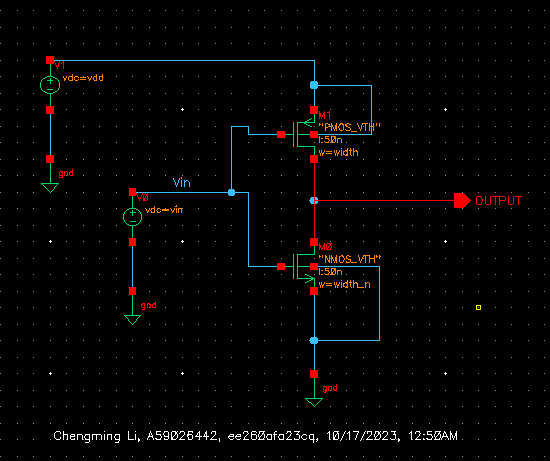 V1
vdc=vdd
M1
"PMOS_VTH"
l:50n
w=width
gnd
Vin
V0
vdc=vin
OUTPUT
M0
"NMOS_VTH"
l:50n
w=width_n
gnd
gnd
Chengming Li, A59026442, ee260afa23cq, 10/17/2023, 12:50AM